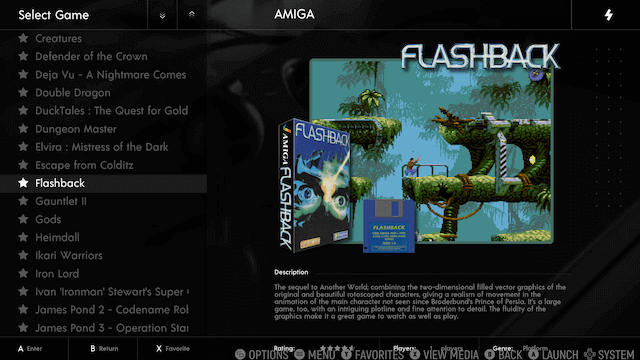 Select Game
AMIGA
Creatures
Defender of the Crown
Deja Vu - A Nightmare Comes
Double Dragon
DuckTales : The Quest for Gold
Dungeon Master
Elvira : Mistress of the Dark
Escape from Colditz
Flashback
Gauntlet II
Gods
Heimdall
Ikari Warriors
Iron Lord
Ivan 'Ironman' Stewart's Super
James Pond 2 - Codename Rob
James Pond 3 - Operation Star
FLASHBACK
FLASHBACK
AMIGA
FLASHBACK
FLASHBACK
Description
The sequel to Another World; combining the two-dimensional filled vector graphics of the
original and beautiful rotoscoped characters, giving a realism of movement in the
animation of the main character not seen since Broderbund's Prince of Persia. It's a large
game, too, with an intriguing plotline and fine attention to detail. The fluidity of the
graphics make it a great game to watch as well as play.
Rating: Players: 1 players Genre: Platform
A Enter B Return X Favorite
OPTIONS MENU Y FAVORITES X VIEW MEDIA BACK LAUNCH SYSTEM